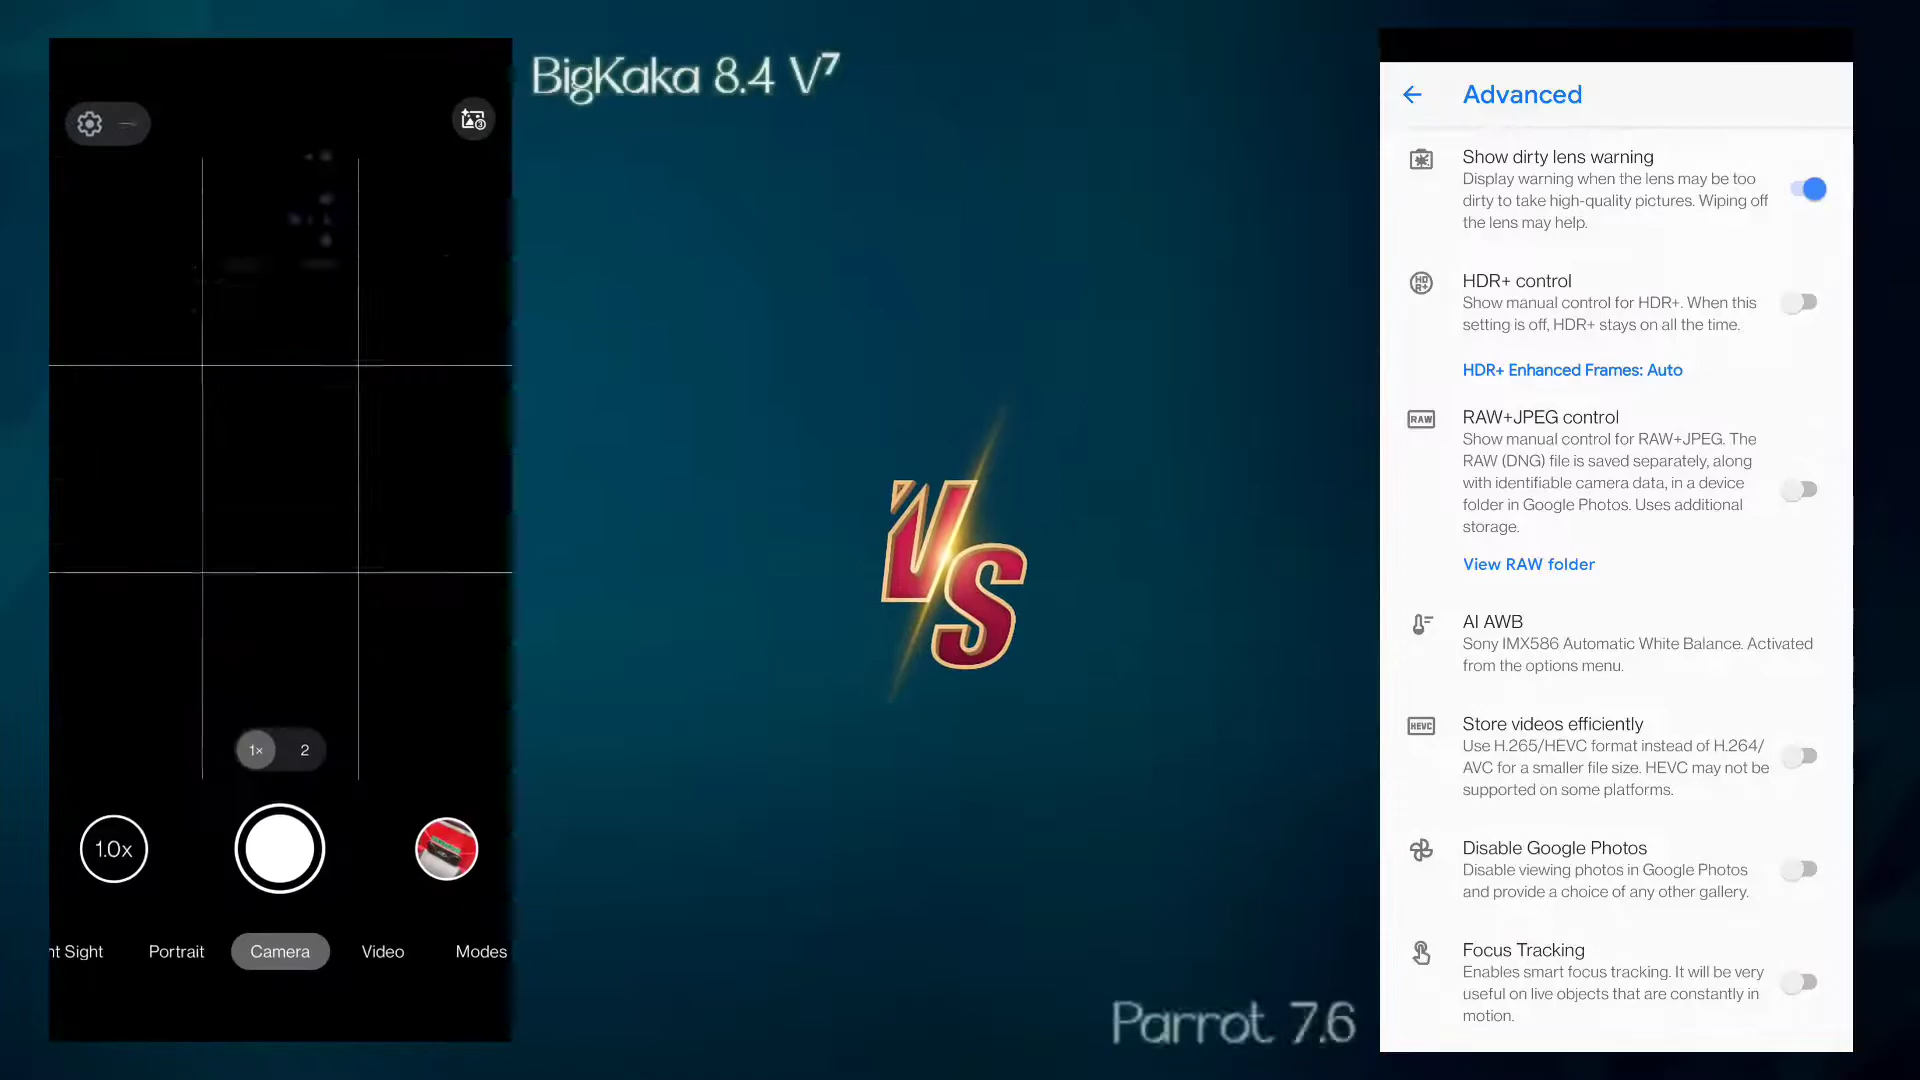 BigKaka 8.4 V⁷
1×
2
1.0x
nt Sight
Portrait
Camera
Video
Modes
VS
Parrot 7.6
Advanced
Show dirty lens warning
Display warning when the lens may be too
dirty to take high-quality pictures. Wiping off
the lens may help.
HD
R+
HDR+ control
Show manual control for HDR+. When this
setting is off, HDR+ stays on all the time.
HDR+ Enhanced Frames: Auto
RAW
RAW+JPEG control
Show manual control for RAW+JPEG. The
RAW (DNG) file is saved separately, along
with identifiable camera data, in a device
folder in Google Photos. Uses additional
storage.
View RAW folder
AI AWB
Sony IMX586 Automatic White Balance. Activated
from the options menu.
HEVC
Store videos efficiently
Use H.265/HEVC format instead of H.264/
AVC for a smaller file size. HEVC may not be
supported on some platforms.
Disable Google Photos
Disable viewing photos in Google Photos
and provide a choice of any other gallery.
Focus Tracking
Enables smart focus tracking. It will be very
useful on live objects that are constantly in
motion.